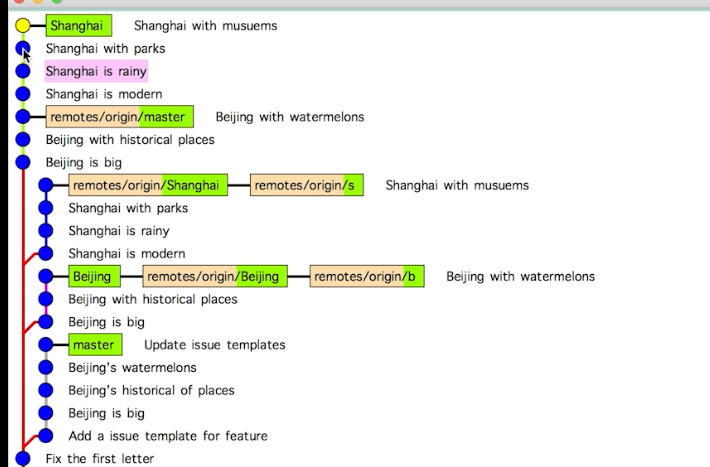 Shanghai Shanghai with musuems
Shanghai with parks
Shanghai is rainy
Shanghai is modern
remotes/origin/master Beijing with watermelons
Beijing with historical places
Beijing is big
remotes/origin/Shanghai remotes/origin/s Shanghai with musuems
Shanghai with parks
Shanghai is rainy
Shanghai is modern
Beijing remotes/origin/Beijing remotes/origin/b Beijing with watermelons
Beijing with historical places
Beijing is big
master Update issue templates
Beijing's watermelons
Beijing's historical of places
Beijing is big
Add a issue template for feature
Fix the first letter